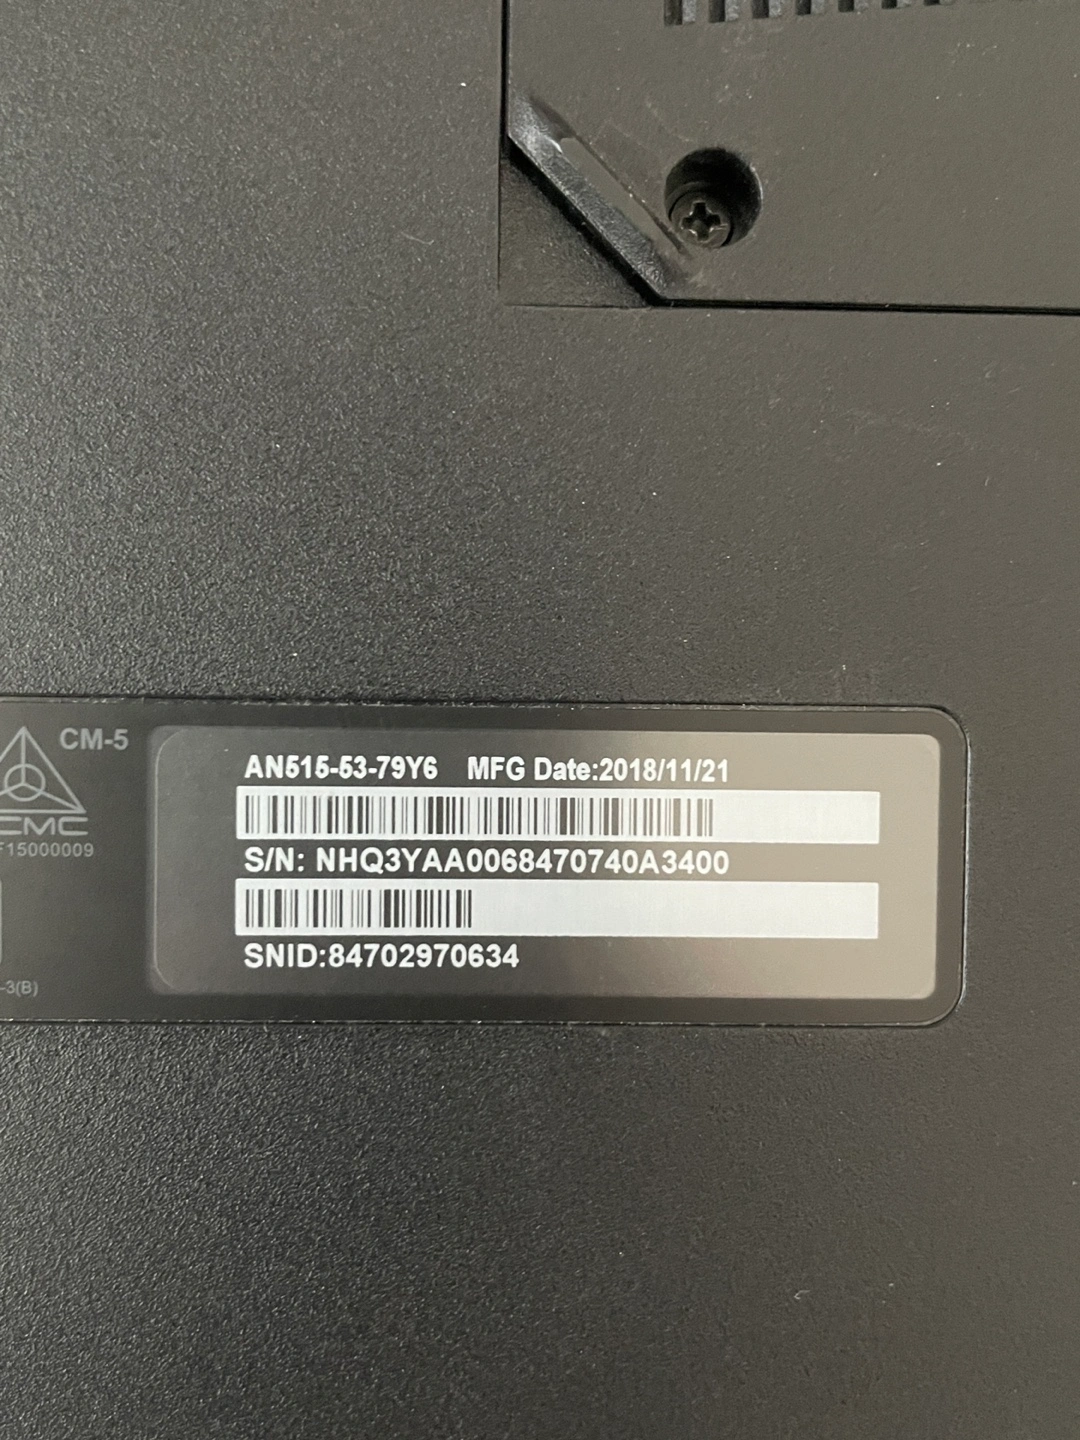 CM-5
CMC
F15000009
-3(B)
AN515-53-79Y6 MFG Date:2018/11/21
S/N: NHQ3YAA0068470740A3400
SNID:84702970634